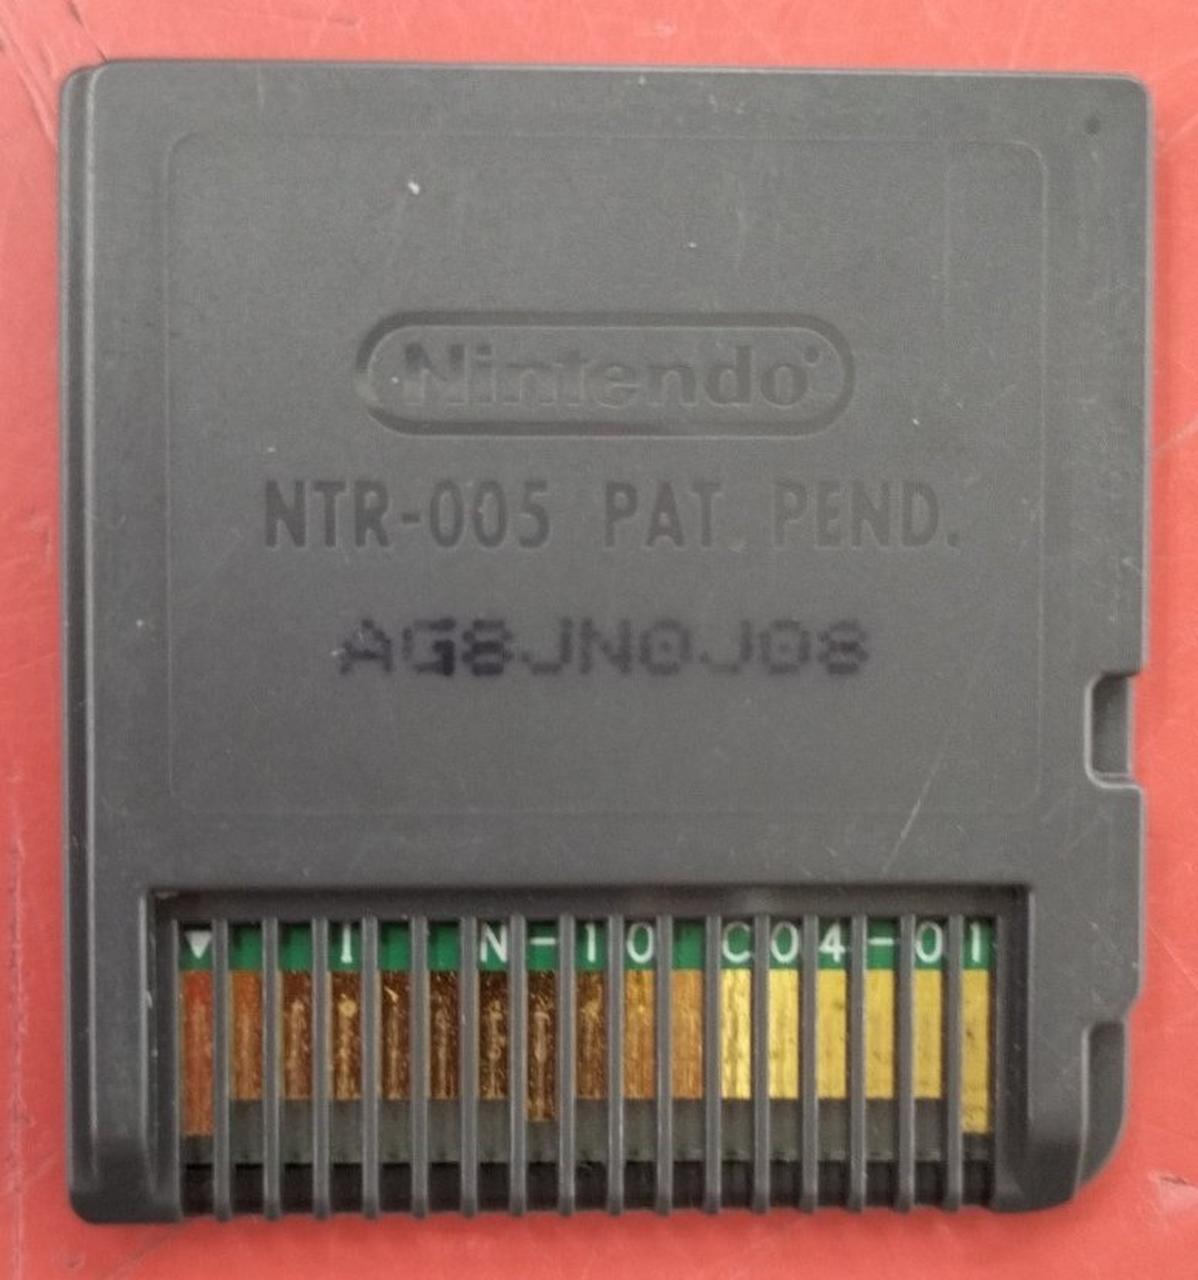 Nintendo
NTR-005 PAT. PEND.
AG8JN0J08
▼ I N-10 C04-01